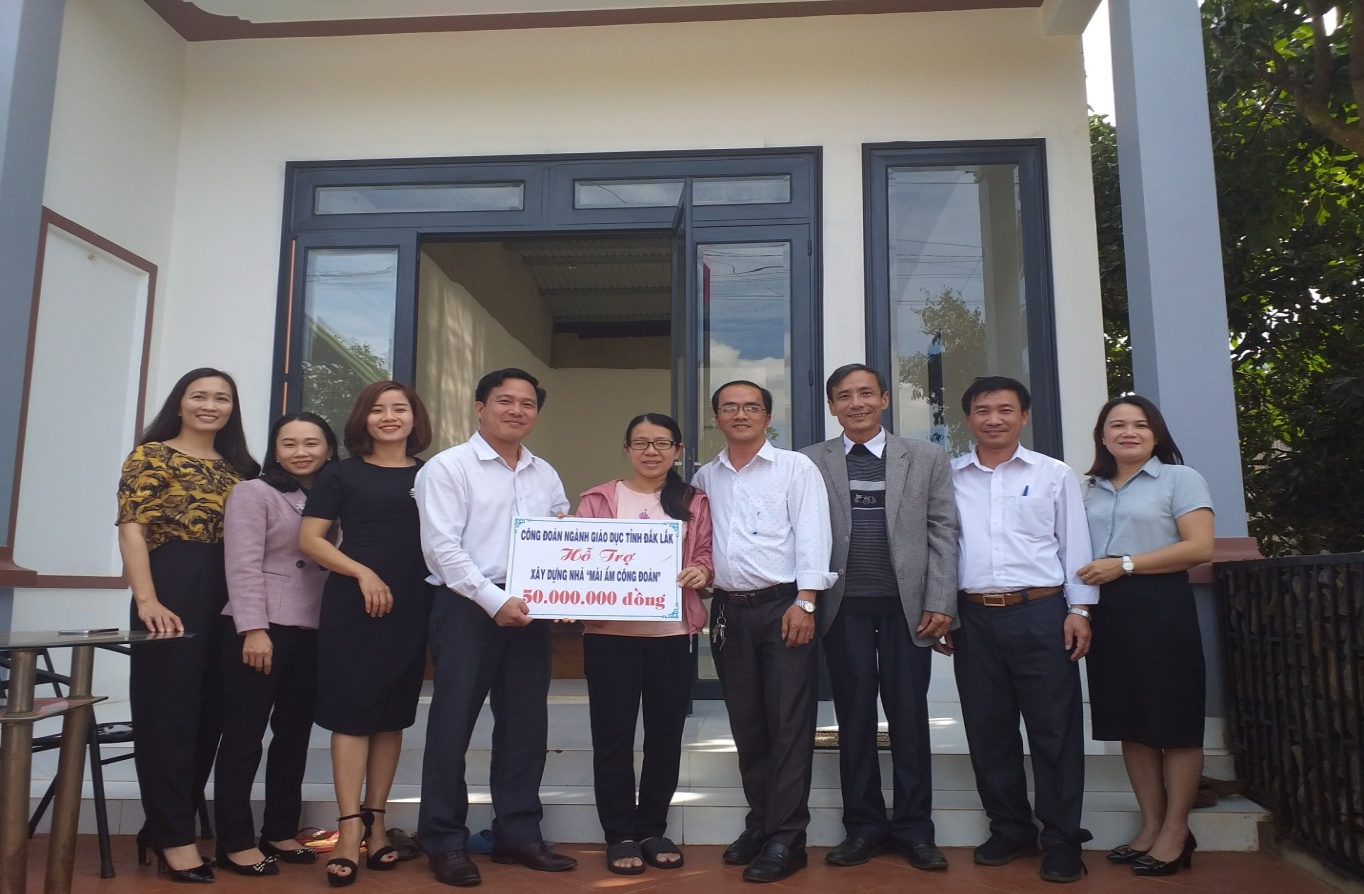 CÔNG ĐOÀN NGÀNH GIÁO DỤC TỈNH ĐẮK LẮK
Hỗ Trợ
XÂY DỰNG NHÀ "MÁI ẤM CÔNG ĐOÀN"
50.000.000 đồng